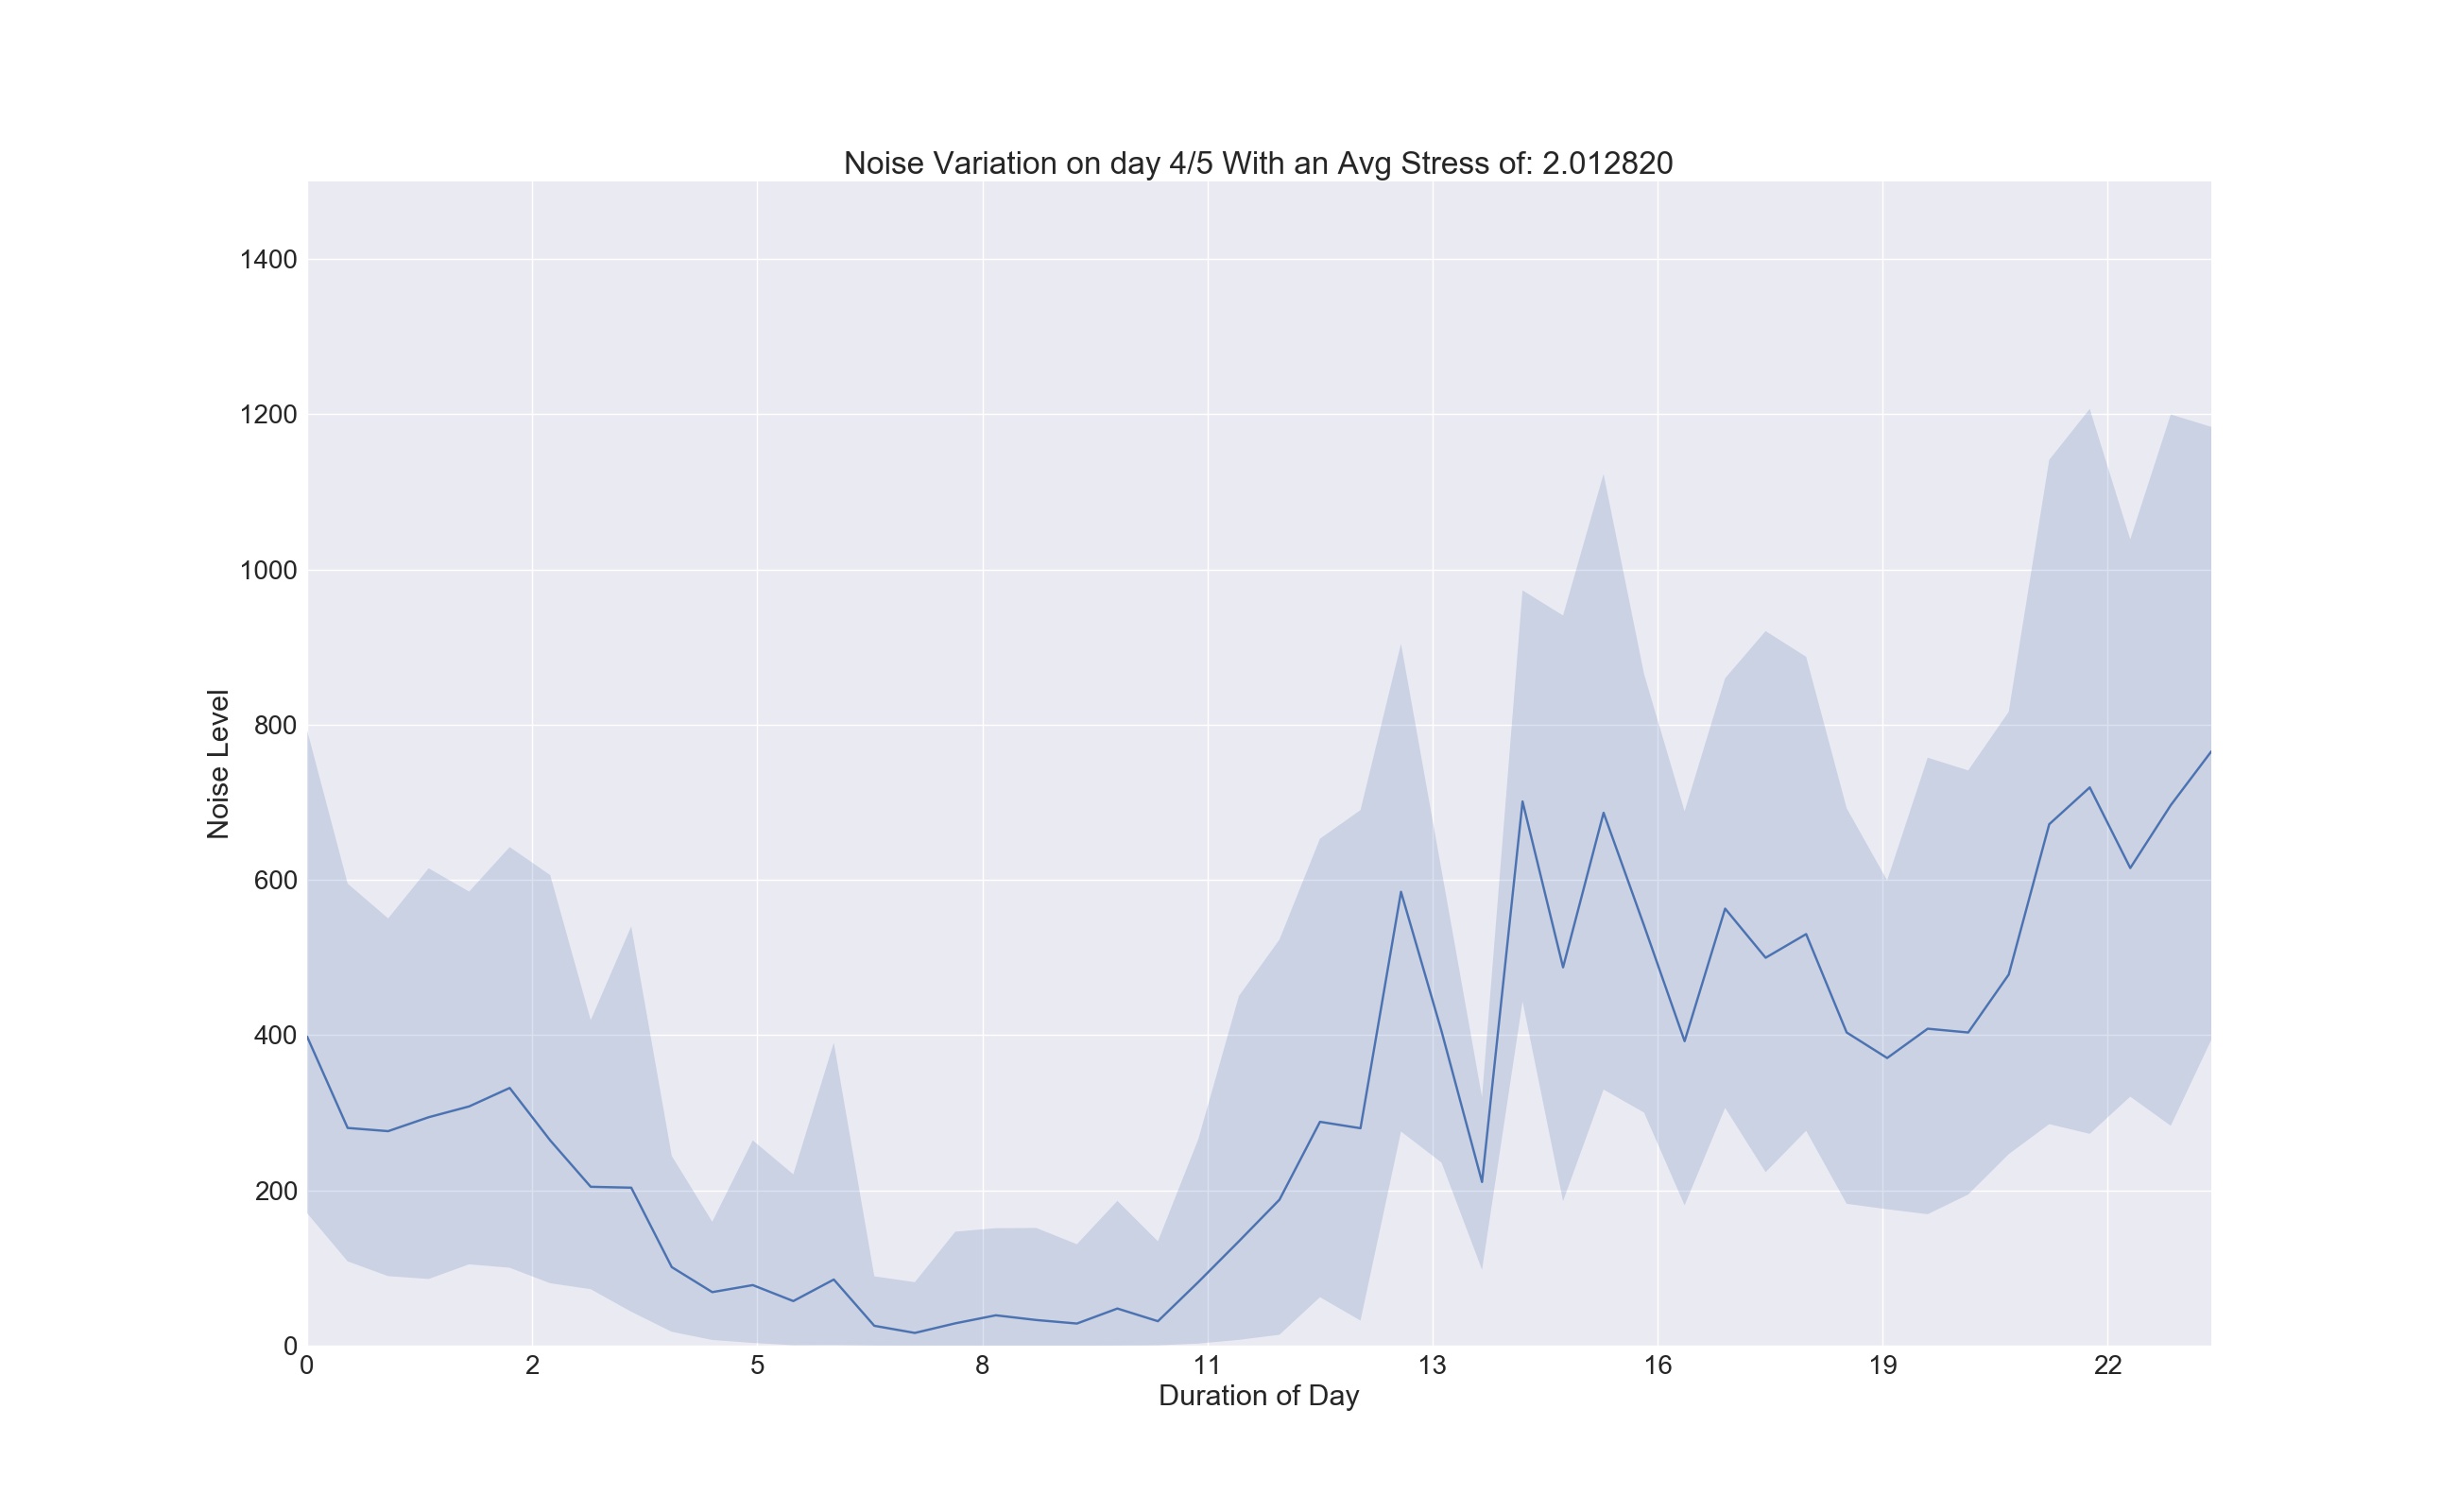 Noise Variation on day 4/5 With an Avg Stress of: 2.012820
1400
1200
1000
800
600
400
200
0
Noise Level
0 2 5 8 11 13 16 19 22
Duration of Day